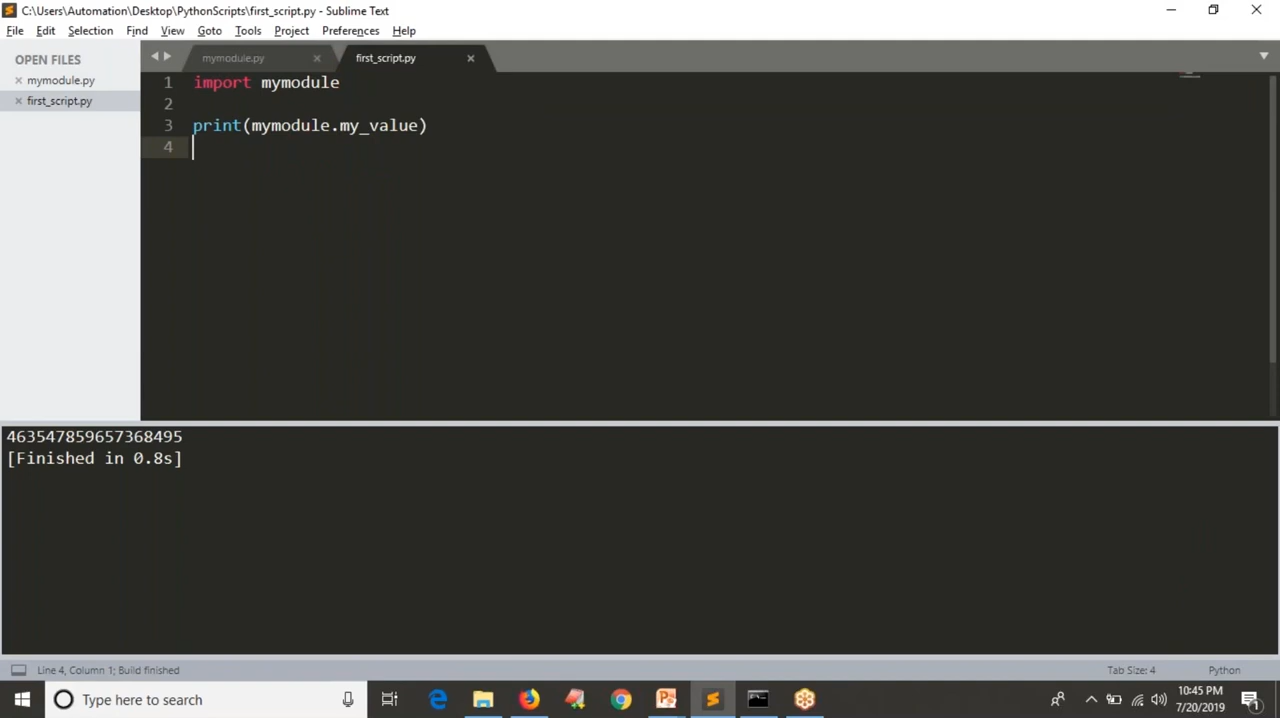 C:\Users\Automation\Desktop\PythonScripts\first_script.py - Sublime Text
File Edit Selection Find View Goto Tools Project Preferences Help
OPEN FILES
mymodule.py
first_script.py
mymodule.py first_script.py
1 import mymodule
2
3 print(mymodule.my_value)
4
463547859657368495
[Finished in 0.8s]
Line 4, Column 1; Build finished Tab Size: 4 Python
Type here to search
10:45 PM
7/20/2019
1